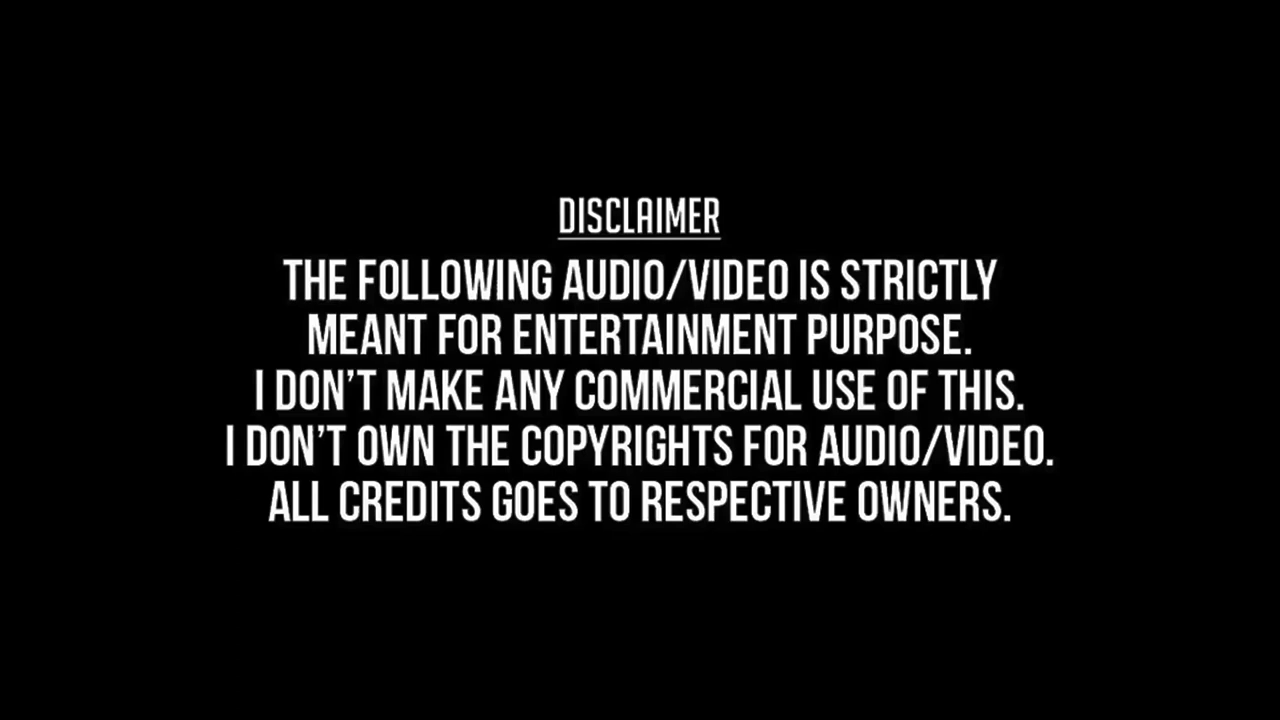 DISCLAIMER
THE FOLLOWING AUDIO/VIDEO IS STRICTLY
MEANT FOR ENTERTAINMENT PURPOSE.
I DON’T MAKE ANY COMMERCIAL USE OF THIS.
I DON’T OWN THE COPYRIGHTS FOR AUDIO/VIDEO.
ALL CREDITS GOES TO RESPECTIVE OWNERS.